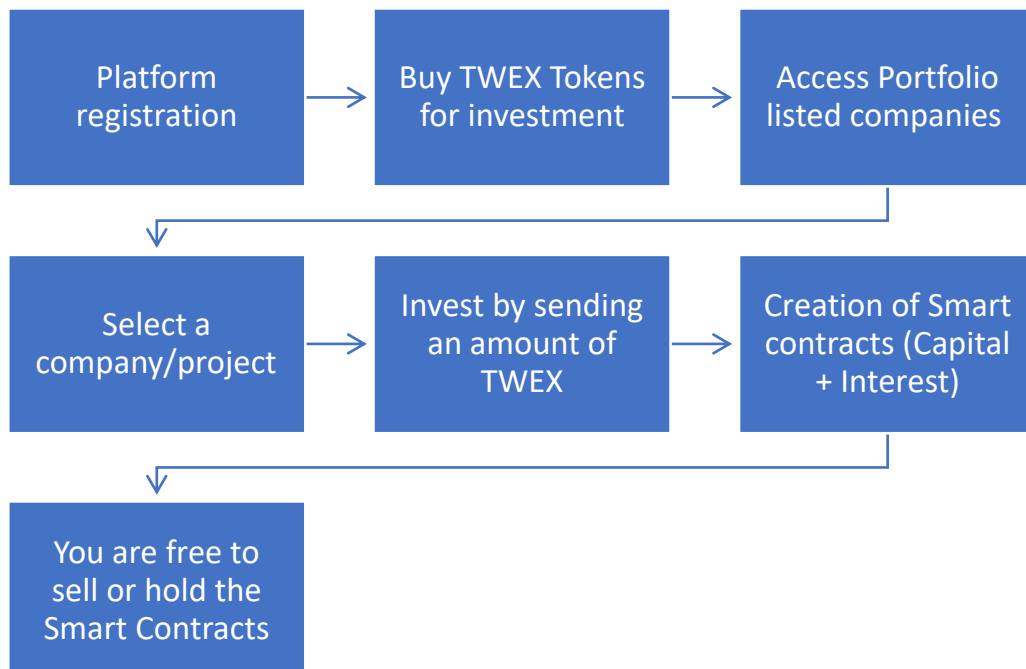 Platform
registration
Buy TWEX Tokens
for investment
Access Portfolio
listed companies
Select a
company/project
Invest by sending
an amount of
TWEX
Creation of Smart
contracts (Capital
+ Interest)
You are free to
sell or hold the
Smart Contracts